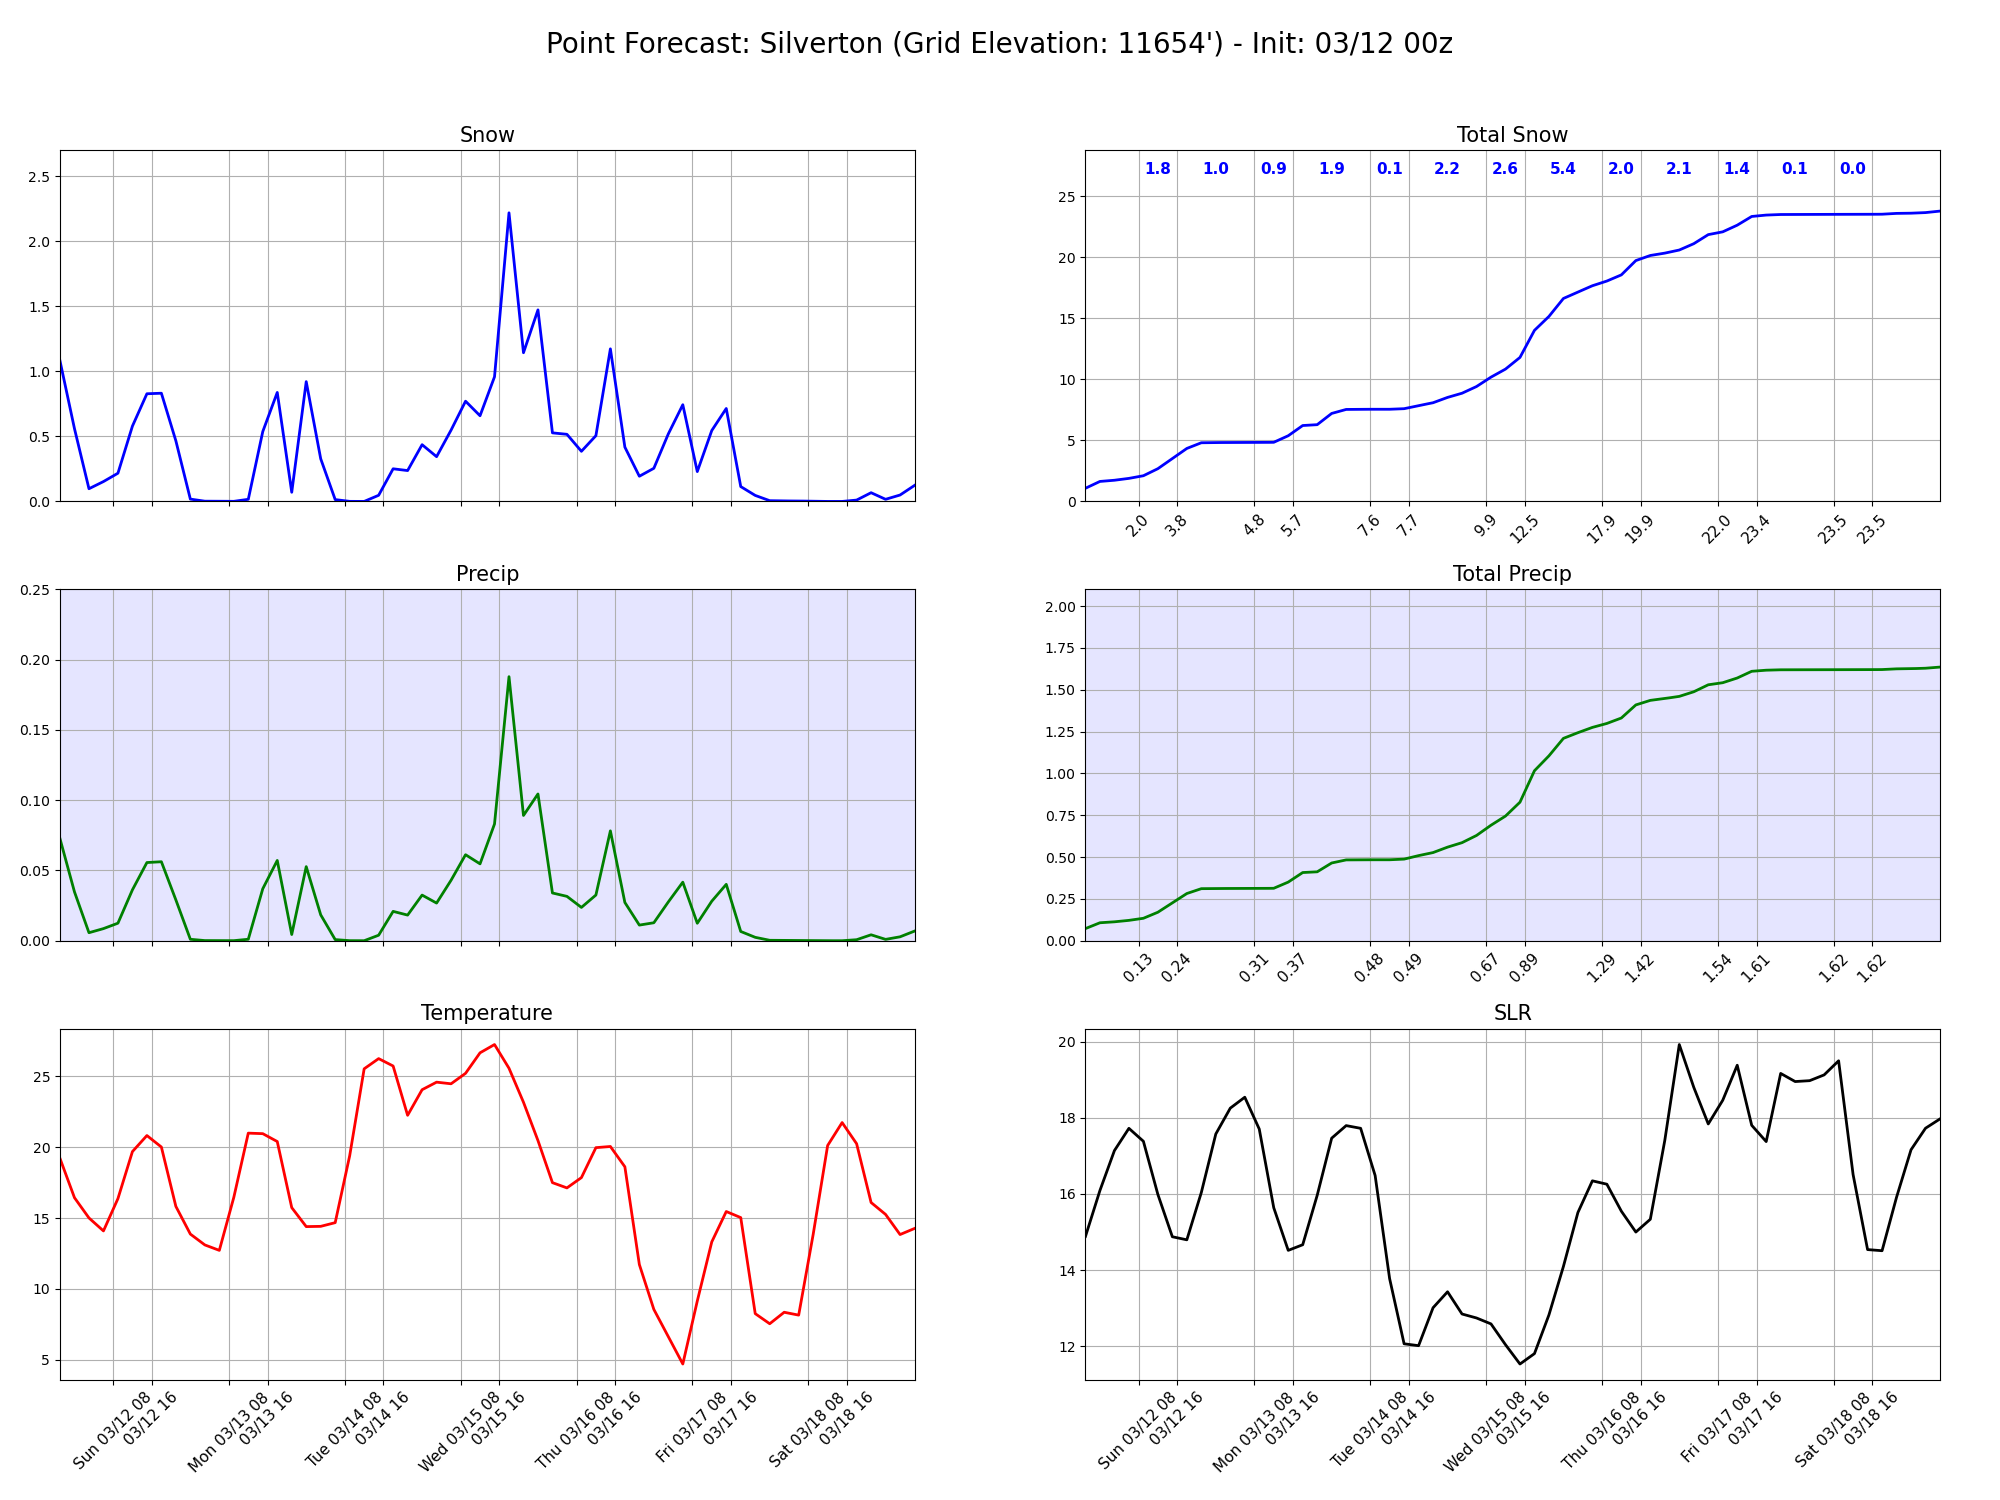 Point Forecast: Silverton (Grid Elevation: 11654') - Init: 03/12 00z
Snow
2.5
2.0
1.5
1.0
0.5
0.0
Total Snow
1.8 1.0 0.9 1.9 0.1 2.2 2.6 5.4 2.0 2.1 1.4 0.1 0.0
25
20
15
10
5
0
2.0 3.8 4.8 5.7 7.6 7.7 9.9 12.5 17.9 19.9 22.0 23.4 23.5 23.5
Precip
0.25
0.20
0.15
0.10
0.05
0.00
Total Precip
2.00
1.75
1.50
1.25
1.00
0.75
0.50
0.25
0.00
0.13 0.24 0.31 0.37 0.48 0.49 0.67 0.89 1.29 1.42 1.54 1.61 1.62 1.62
Temperature
25
20
15
10
5
Sun 03/12 08
03/12 16
Mon 03/13 08
03/13 16
Tue 03/14 08
03/14 16
Wed 03/15 08
03/15 16
Thu 03/16 08
03/16 16
Fri 03/17 08
03/17 16
Sat 03/18 08
03/18 16
SLR
20
18
16
14
12
Sun 03/12 08
03/12 16
Mon 03/13 08
03/13 16
Tue 03/14 08
03/14 16
Wed 03/15 08
03/15 16
Thu 03/16 08
03/16 16
Fri 03/17 08
03/17 16
Sat 03/18 08
03/18 16